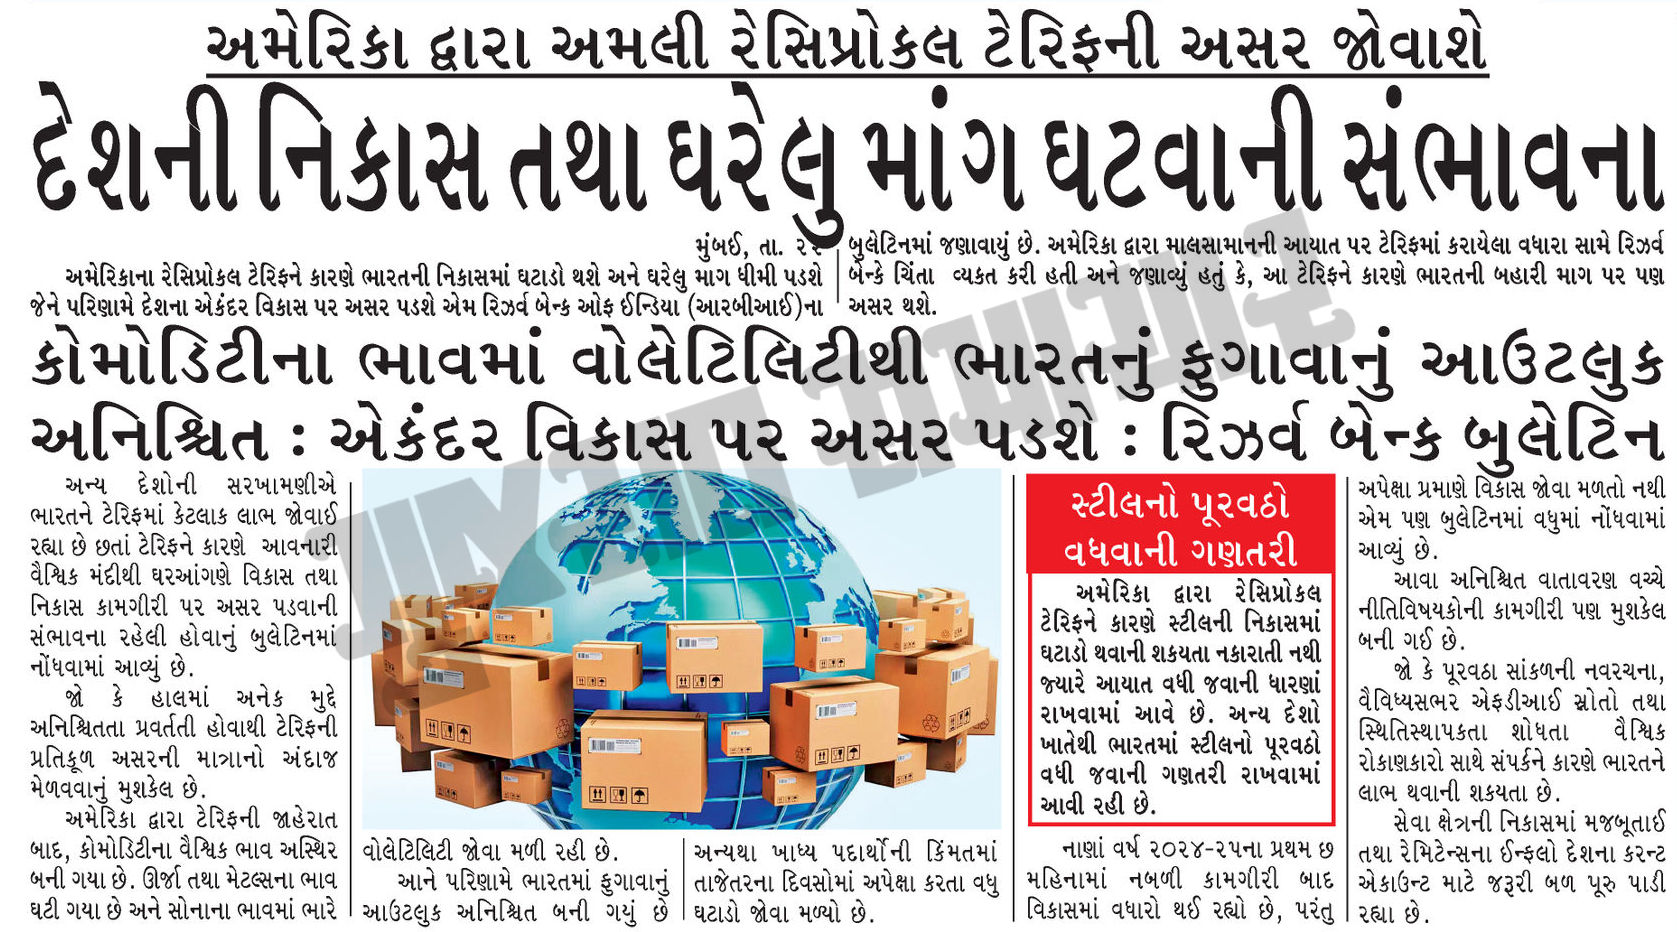 અમેરિકા દ્વારા અમલી રેસિપ્રોકલ ટેરિફની અસર જોવાશે
દેશની નિકાસ તથા ઘરેલુ માંગ ઘટવાની સંભાવના
મુંબઈ, તા. ૨૨
અમેરિકાના રેસિપ્રોકલ ટેરિફને કારણે ભારતની નિકાસમાં ઘટાડો થશે અને ઘરેલુ માગ ધીમી પડશે
જેને પરિણામે દેશના એકંદર વિકાસ પર અસર પડશે એમ રિઝર્વ બેન્ક ઓફ ઈન્ડિયા (આરબીઆઈ)ના
બુલેટિનમાં જણાવાયું છે. અમેરિકા દ્વારા માલસામાનની આયાત પર ટેરિફમાં કરાયેલા વધારા સામે રિઝર્વ
બેન્કે ચિંતા વ્યકત કરી હતી અને જણાવ્યું હતું કે, આ ટેરિફને કારણે ભારતની બહારી માગ પર પણ
અસર થશે.
કોમોડિટીના ભાવમાં વોલેટિલિટીથી ભારતનું ફુગાવાનું આઉટલુક
અનિશ્ચિત : એકંદર વિકાસ પર અસર પડશે : રિઝર્વ બેન્ક બુલેટિન
અન્ય દેશોની સરખામણીએ
ભારતને ટેરિફમાં કેટલાક લાભ જોવાઈ
રહ્યા છે છતાં ટેરિફને કારણે આવનારી
વૈશ્વિક મંદીથી ઘરઆંગણે વિકાસ તથા
નિકાસ કામગીરી પર અસર પડવાની
સંભાવના રહેલી હોવાનું બુલેટિનમાં
નોંધવામાં આવ્યું છે.
જો કે હાલમાં અનેક મુદ્દે
અનિશ્ચિતતા પ્રવર્તતી હોવાથી ટેરિફની
પ્રતિકૂળ અસરની માત્રાનો અંદાજ
મેળવવાનું મુશકેલ છે.
અમેરિકા દ્વારા ટેરિફની જાહેરાત
બાદ, કોમોડિટીના વૈશ્વિક ભાવ અસ્થિર
બની ગયા છે. ઊર્જા તથા મેટલ્સના ભાવ
ઘટી ગયા છે અને સોનાના ભાવમાં ભારે
વોલેટિલિટી જોવા મળી રહી છે.
આને પરિણામે ભારતમાં ફુગાવાનું
આઉટલુક અનિશ્ચિત બની ગયું છે
અન્યથા ખાધ્ય પદાર્થોની કિંમતમાં
તાજેતરના દિવસોમાં અપેક્ષા કરતા વધુ
ઘટાડો જોવા મળ્યો છે.
સ્ટીલનો પૂરવઠો
વધવાની ગણતરી
અમેરિકા દ્વારા રેસિપ્રોકલ
ટેરિફને કારણે સ્ટીલની નિકાસમાં
ઘટાડો થવાની શકયતા નકારાતી નથી
જ્યારે આયાત વધી જવાની ધારણાં
રાખવામાં આવે છે. અન્ય દેશો
ખાતેથી ભારતમાં સ્ટીલનો પૂરવઠો
વધી જવાની ગણતરી રાખવામાં
આવી રહી છે.
નાણાં વર્ષ ૨૦૨૪-૨૫ના પ્રથમ છ
મહિનામાં નબળી કામગીરી બાદ
વિકાસમાં વધારો થઈ રહ્યો છે, પરંતુ
અપેક્ષા પ્રમાણે વિકાસ જોવા મળતો નથી
એમ પણ બુલેટિનમાં વધુમાં નોંધવામાં
આવ્યું છે.
આવા અનિશ્ચિત વાતાવરણ વચ્ચે
નીતિવિષયકોની કામગીરી પણ મુશકેલ
બની ગઈ છે.
જો કે પૂરવઠા સાંકળની નવરચના,
વૈવિધ્યસભર એફડીઆઈ સ્રોતો તથા
સ્થિતિસ્થાપકતા શોધતા વૈશ્વિક
રોકાણકારો સાથે સંપર્કને કારણે ભારતને
લાભ થવાની શકયતા છે.
સેવા ક્ષેત્રની નિકાસમાં મજબૂતાઈ
તથા રેમિટેન્સના ઈન્ફલો દેશના કરન્ટ
એકાઉન્ટ માટે જરૂરી બળ પૂરુ પાડી
રહ્યા છે.